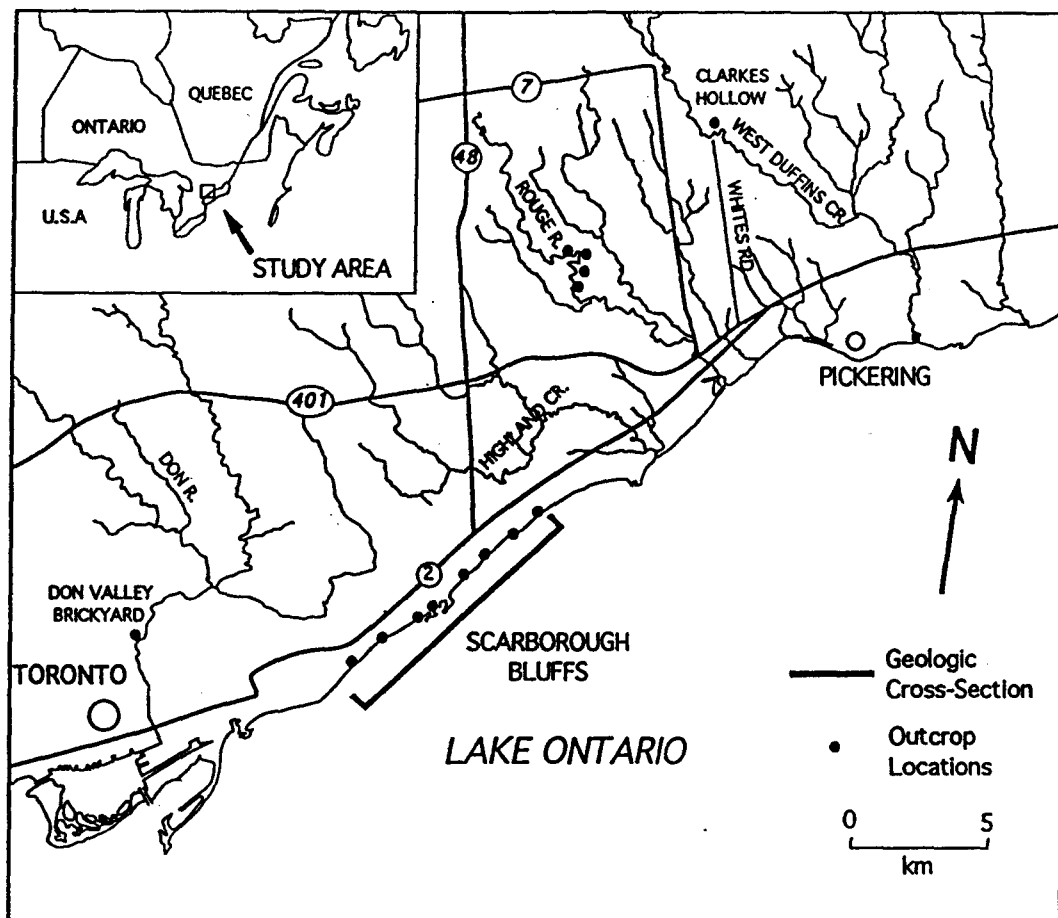 QUEBEC
ONTARIO
U.S.A
STUDY AREA
7
48
CLARKES
HOLLOW
WEST DUFFINS CR.
ROUGE R.
WHITES RD
PICKERING
401
HIGHLAND CR.
DON R.
N
2
DON VALLEY
BRICKYARD
TORONTO
SCARBOROUGH
BLUFFS
LAKE ONTARIO
Geologic
Cross-Section
Outcrop
Locations
0 5
km